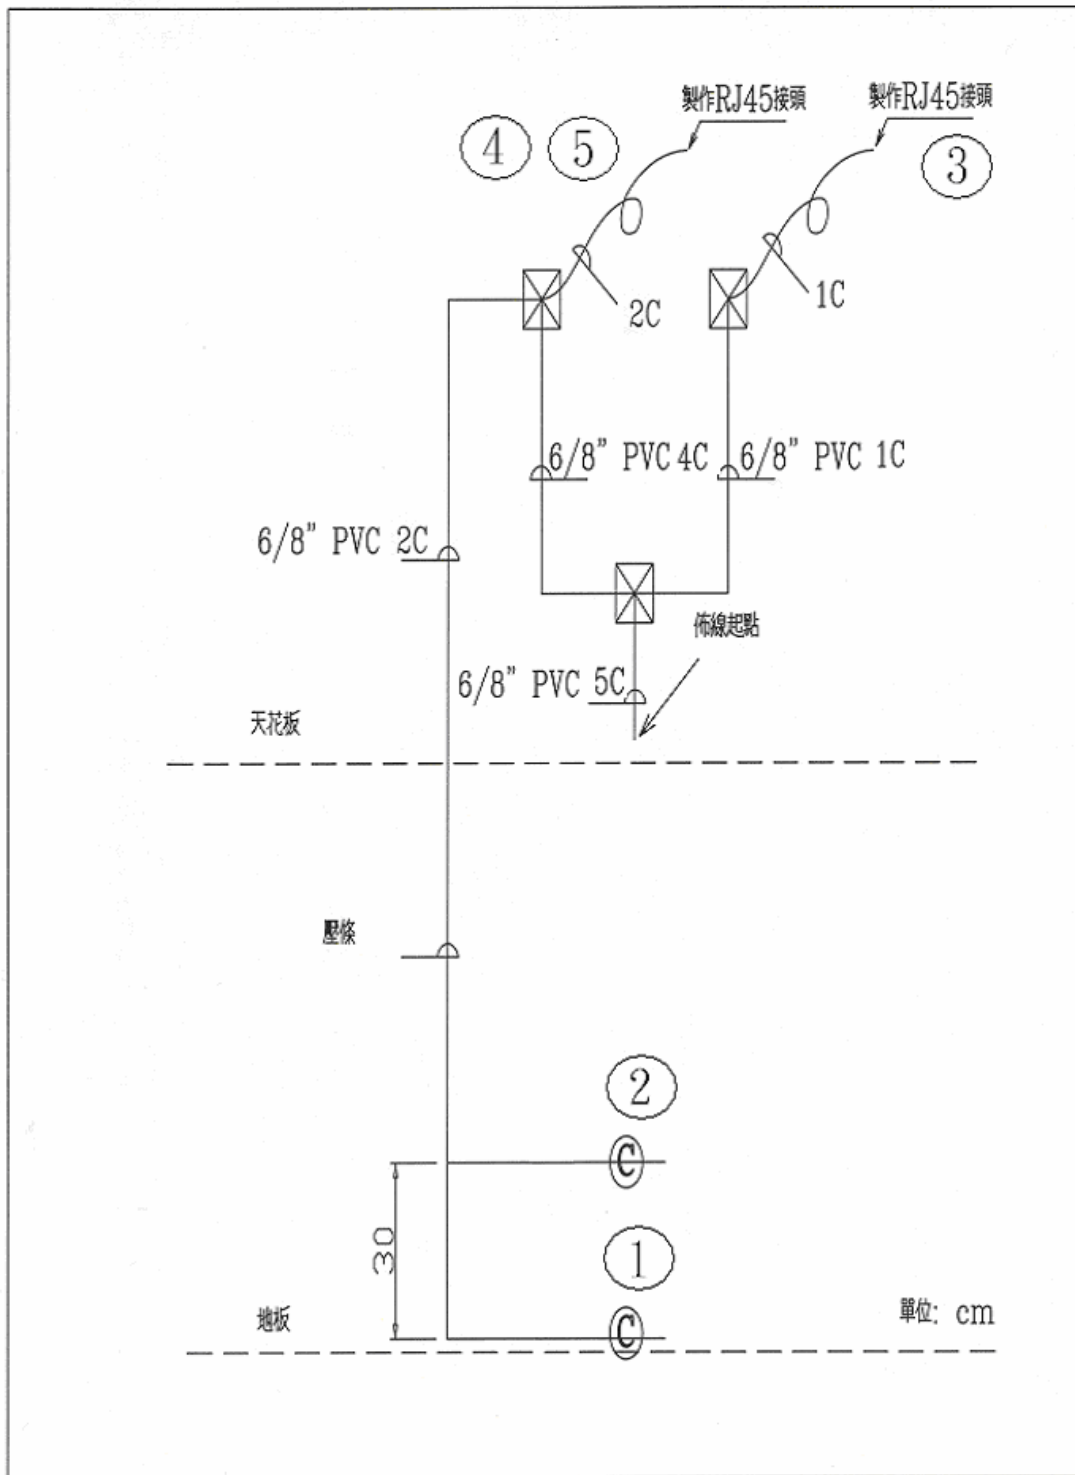 製作RJ45接頭
製作RJ45接頭
4
5
3
2C
1C
6/8” PVC 4C
6/8” PVC 1C
6/8” PVC 2C
佈線起點
6/8” PVC 5C
天花板
壓條
2
C
30
1
C
地板
單位: cm